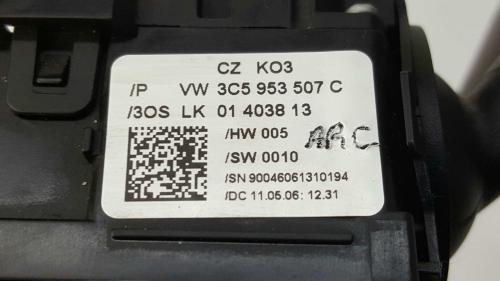 CZ KO3
/P VW 3C5 953 507 C
/3OS LK 01 4038 13
/HW 005
ARC
/SW 0010
/SN 90046061310194
/DC 11.05.06: 12.31